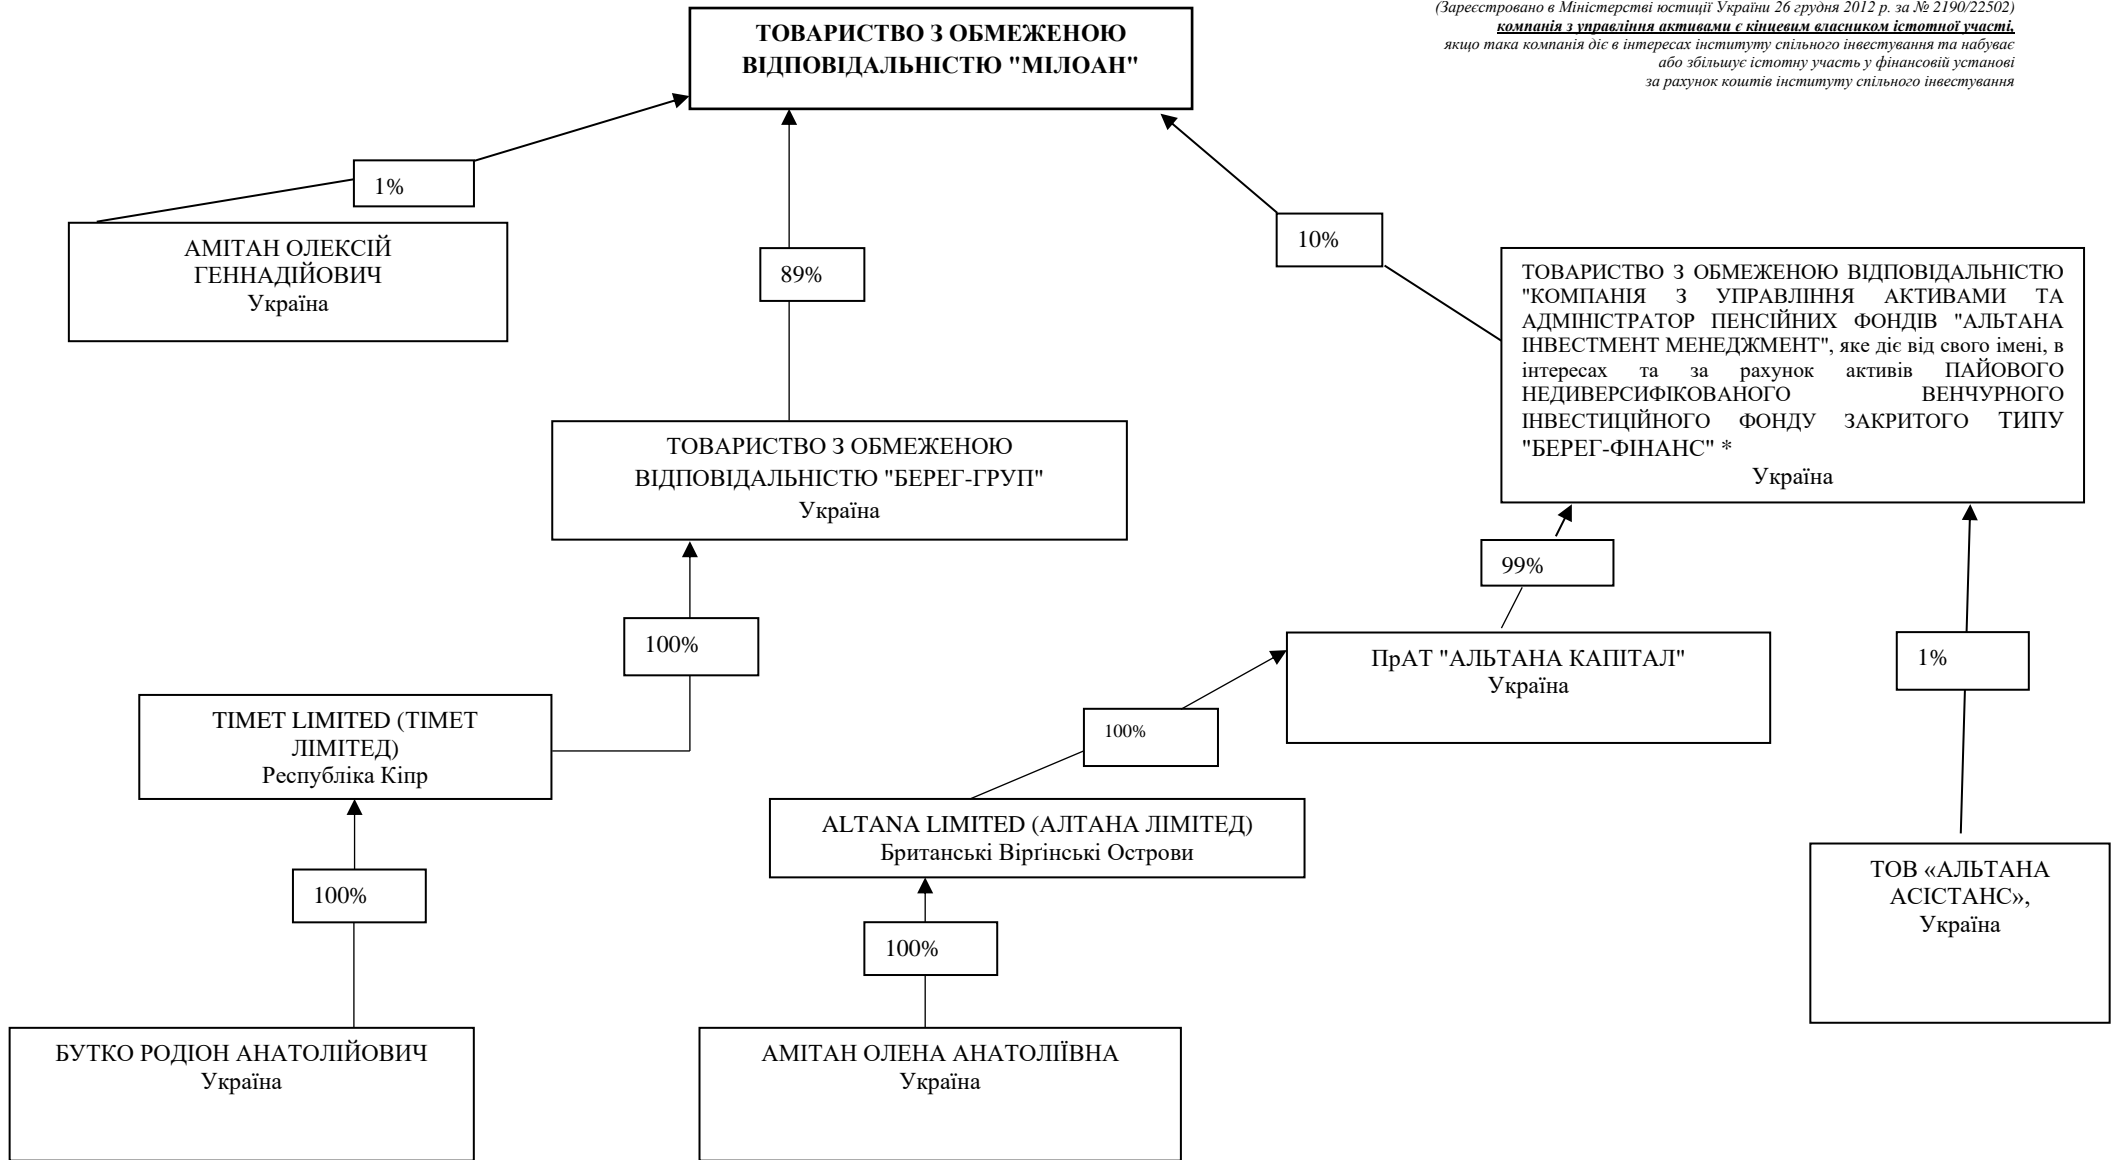 (Зареєстровано в Міністерстві юстиції України 26 грудня 2012 р. за № 2190/22502)
компанія з управління активами є кінцевим власником істотної участі,
якщо така компанія діє в інтересах інституту спільного інвестування та набуває
або збільшує істотну участь у фінансовій установі
за рахунок коштів інституту спільного інвестування
ТОВАРИСТВО З ОБМЕЖЕНОЮ
ВІДПОВІДАЛЬНІСТЮ "МІЛОАН"
1%
89%
10%
АМІТАН ОЛЕКСІЙ
ГЕННАДІЙОВИЧ
Україна
ТОВАРИСТВО З ОБМЕЖЕНОЮ ВІДПОВІДАЛЬНІСТЮ
"КОМПАНІЯ З УПРАВЛІННЯ АКТИВАМИ ТА
АДМІНІСТРАТОР ПЕНСІЙНИХ ФОНДІВ "АЛЬТАНА
ІНВЕСТМЕНТ МЕНЕДЖМЕНТ", яке діє від свого імені, в
інтересах та за рахунок активів ПАЙОВОГО
НЕДИВЕРСИФІКОВАНОГО ВЕНЧУРНОГО
ІНВЕСТИЦІЙНОГО ФОНДУ ЗАКРИТОГО ТИПУ
"БЕРЕГ-ФІНАНС" *
Україна
ТОВАРИСТВО З ОБМЕЖЕНОЮ
ВІДПОВІДАЛЬНІСТЮ "БЕРЕГ-ГРУП"
Україна
99%
100%
1%
ПрАТ "АЛЬТАНА КАПІТАЛ"
Україна
TIMET LIMITED (ТІМЕТ
ЛІМІТЕД)
Республіка Кіпр
100%
ALTANA LIMITED (АЛТАНА ЛІМІТЕД)
Британські Віргінські Острови
ТОВ «АЛЬТАНА
АСІСТАНС»,
Україна
100%
100%
БУТКО РОДІОН АНАТОЛІЙОВИЧ
Україна
АМІТАН ОЛЕНА АНАТОЛІЇВНА
Україна